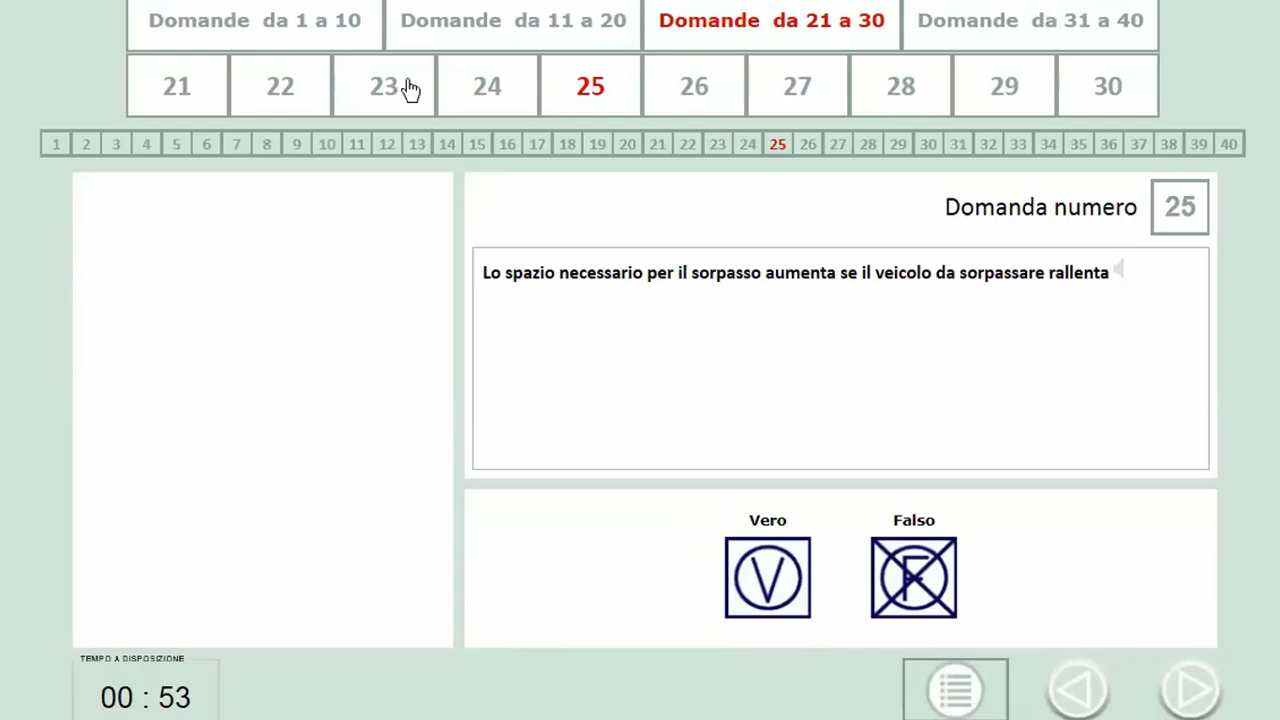 Domande da 1 a 10 Domande da 11 a 20 Domande da 21 a 30 Domande da 31 a 40
21 22 23 24 25 26 27 28 29 30
1 2 3 4 5 6 7 8 9 10 11 12 13 14 15 16 17 18 19 20 21 22 23 24 25 26 27 28 29 30 31 32 33 34 35 36 37 38 39 40
Domanda numero 25
Lo spazio necessario per il sorpasso aumenta se il veicolo da sorpassare rallenta
Vero Falso
V F
TEMPO A DISPOSIZIONE
00 : 53